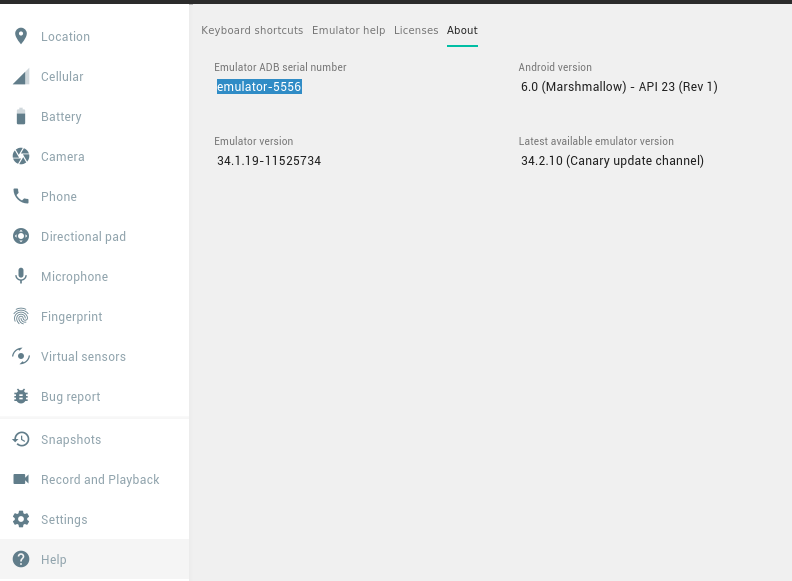 Location
Cellular
Battery
Camera
Phone
Directional pad
Microphone
Fingerprint
Virtual sensors
Bug report
Snapshots
Record and Playback
Settings
Help
Keyboard shortcuts Emulator help Licenses About
Emulator ADB serial number
emulator-5556
Android version
6.0 (Marshmallow) - API 23 (Rev 1)
Emulator version
34.1.19-11525734
Latest available emulator version
34.2.10 (Canary update channel)